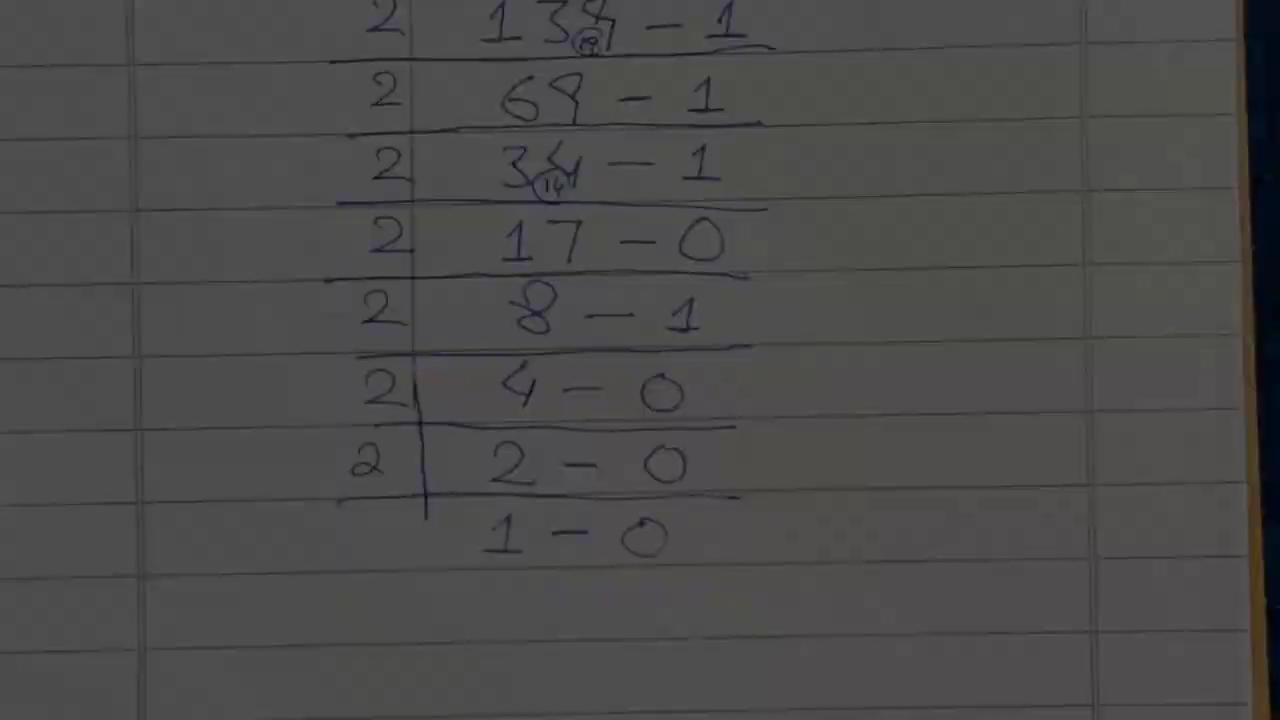 2 139 - 1
2 69 - 1
2 34 - 1
2 17 - 0
2 8 - 1
2 4 - 0
2 2 - 0
1 - 0